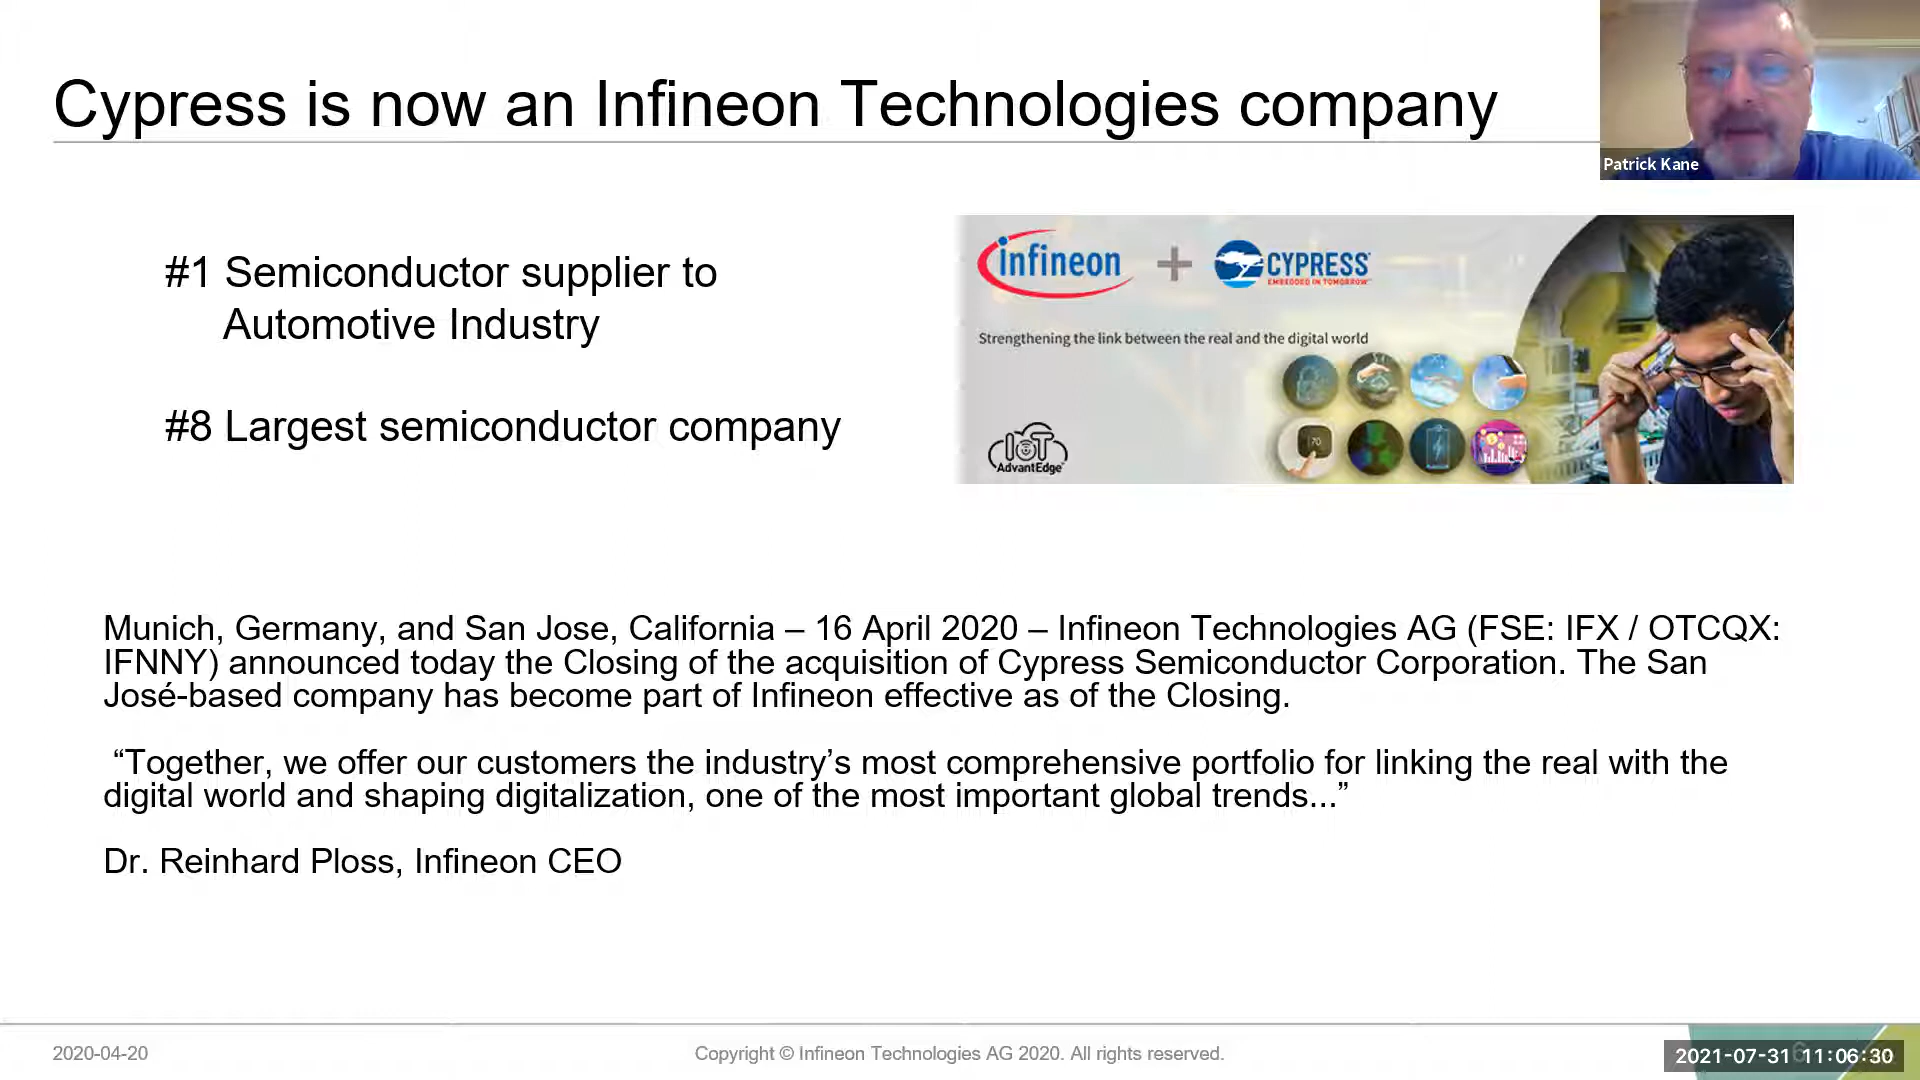 Cypress is now an Infineon Technologies company
Patrick Kane
#1 Semiconductor supplier to
Automotive Industry
#8 Largest semiconductor company
infineon + CYPRESS
EMBEDDED IN TOMORROW
Strengthening the link between the real and the digital world
70
IoT
AdvantEdge
Munich, Germany, and San Jose, California – 16 April 2020 – Infineon Technologies AG (FSE: IFX / OTCQX:
IFNNY) announced today the Closing of the acquisition of Cypress Semiconductor Corporation. The San
José-based company has become part of Infineon effective as of the Closing.
“Together, we offer our customers the industry’s most comprehensive portfolio for linking the real with the
digital world and shaping digitalization, one of the most important global trends...”
Dr. Reinhard Ploss, Infineon CEO
2020-04-20
Copyright © Infineon Technologies AG 2020. All rights reserved.
6
2021-07-31 11:06:30